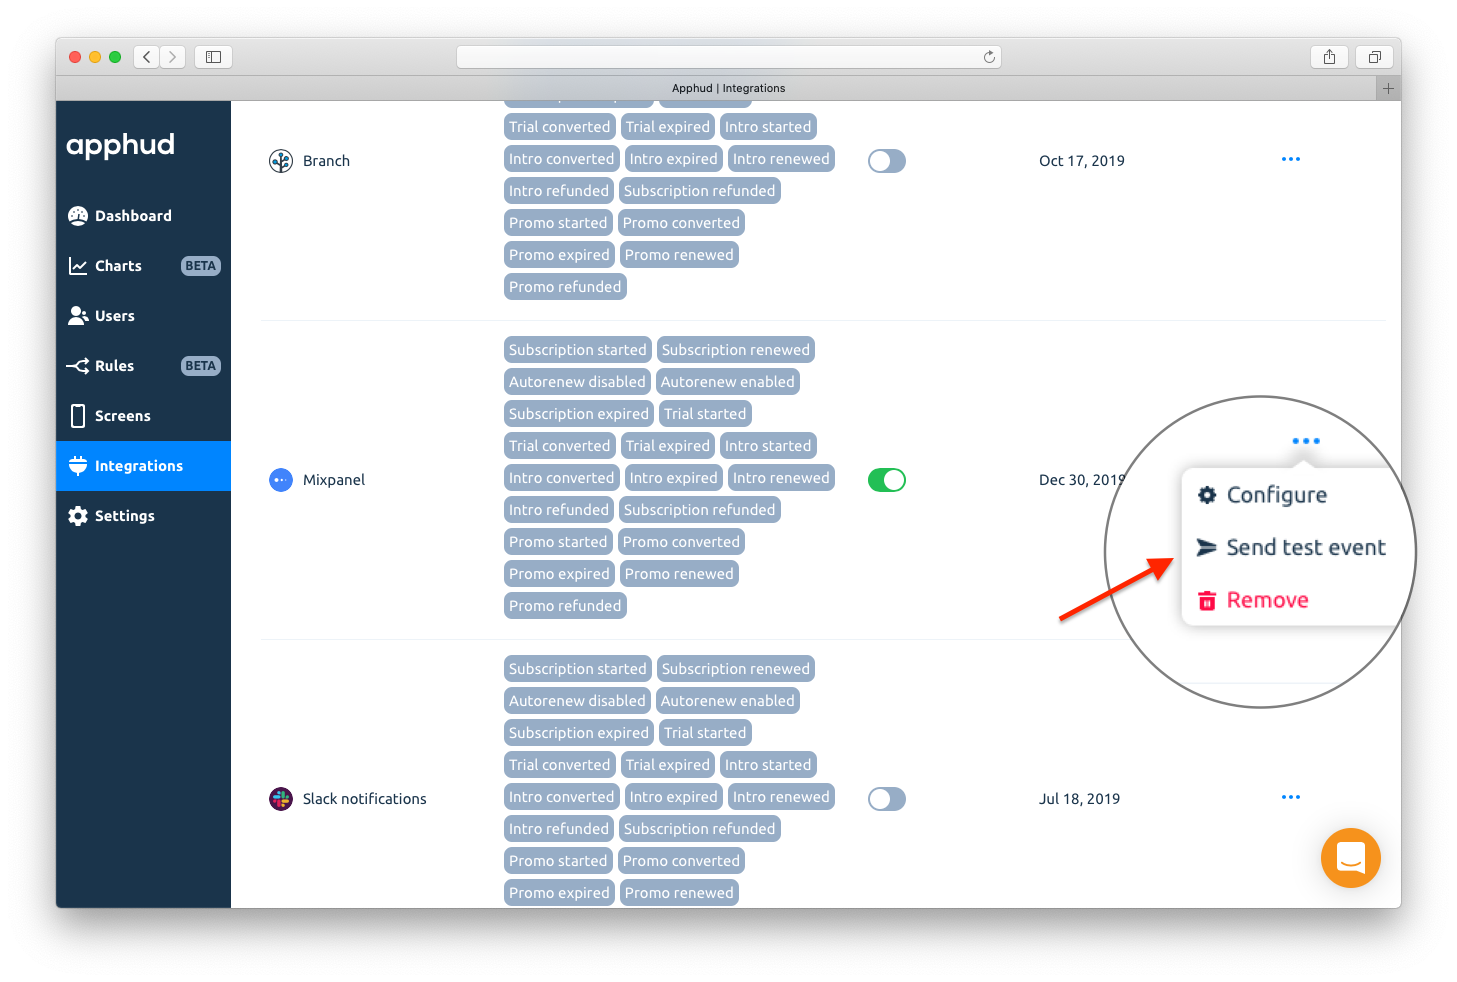 Apphud | Integrations
apphud
Dashboard
Charts BETA
Users
Rules BETA
Screens
Integrations
Settings
Trial converted Trial expired Intro started
Branch Intro converted Intro expired Intro renewed Oct 17, 2019
Intro refunded Subscription refunded
Promo started Promo converted
Promo expired Promo renewed
Promo refunded
Subscription started Subscription renewed
Autorenew disabled Autorenew enabled
Subscription expired Trial started
Trial converted Trial expired Intro started
Mixpanel Intro converted Intro expired Intro renewed Dec 30, 2019
Intro refunded Subscription refunded
Promo started Promo converted
Promo expired Promo renewed
Promo refunded
Configure
Send test event
Remove
Subscription started Subscription renewed
Autorenew disabled Autorenew enabled
Subscription expired Trial started
Trial converted Trial expired Intro started
Slack notifications Intro converted Intro expired Intro renewed Jul 18, 2019
Intro refunded Subscription refunded
Promo started Promo converted
Promo expired Promo renewed